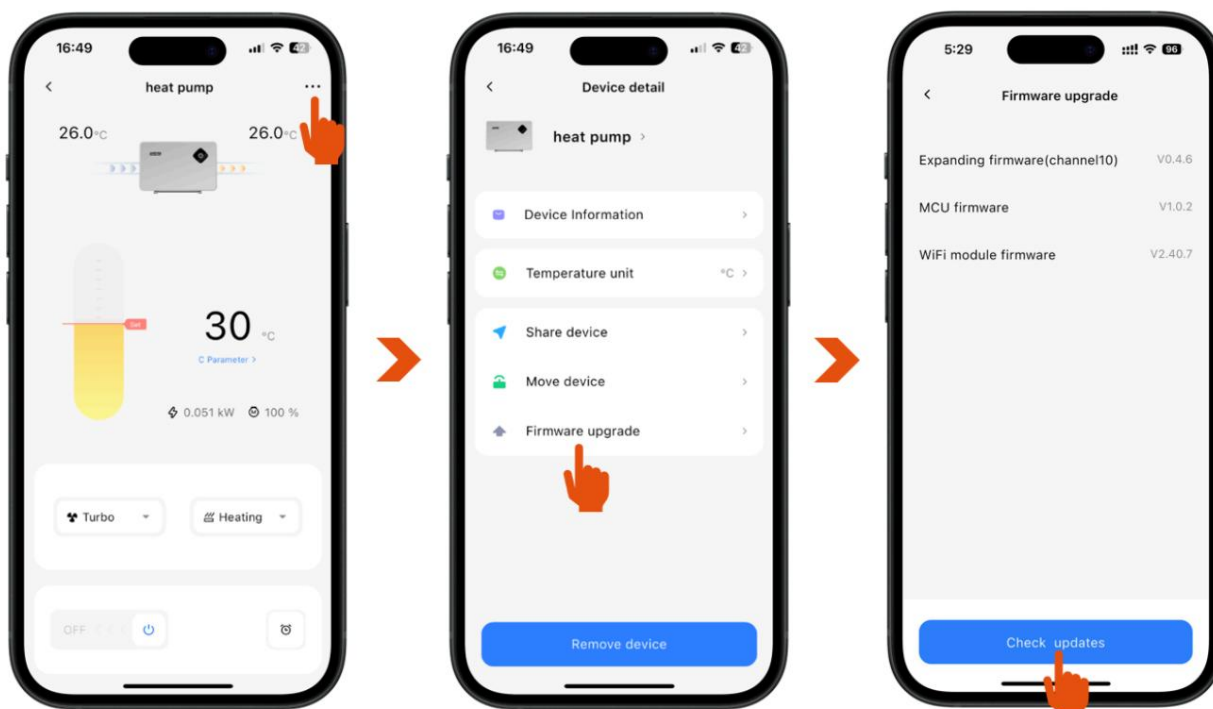 16:49
42
heat pump
26.0°C
26.0°C
Set
30 °C
C Parameter >
0.051 kW
100 %
Turbo
Heating
OFF
16:49
42
Device detail
heat pump >
Device Information
Temperature unit °C >
Share device
Move device
Firmware upgrade
Remove device
5:29
96
Firmware upgrade
Expanding firmware(channel10) V0.4.6
MCU firmware V1.0.2
WiFi module firmware V2.40.7
Check updates